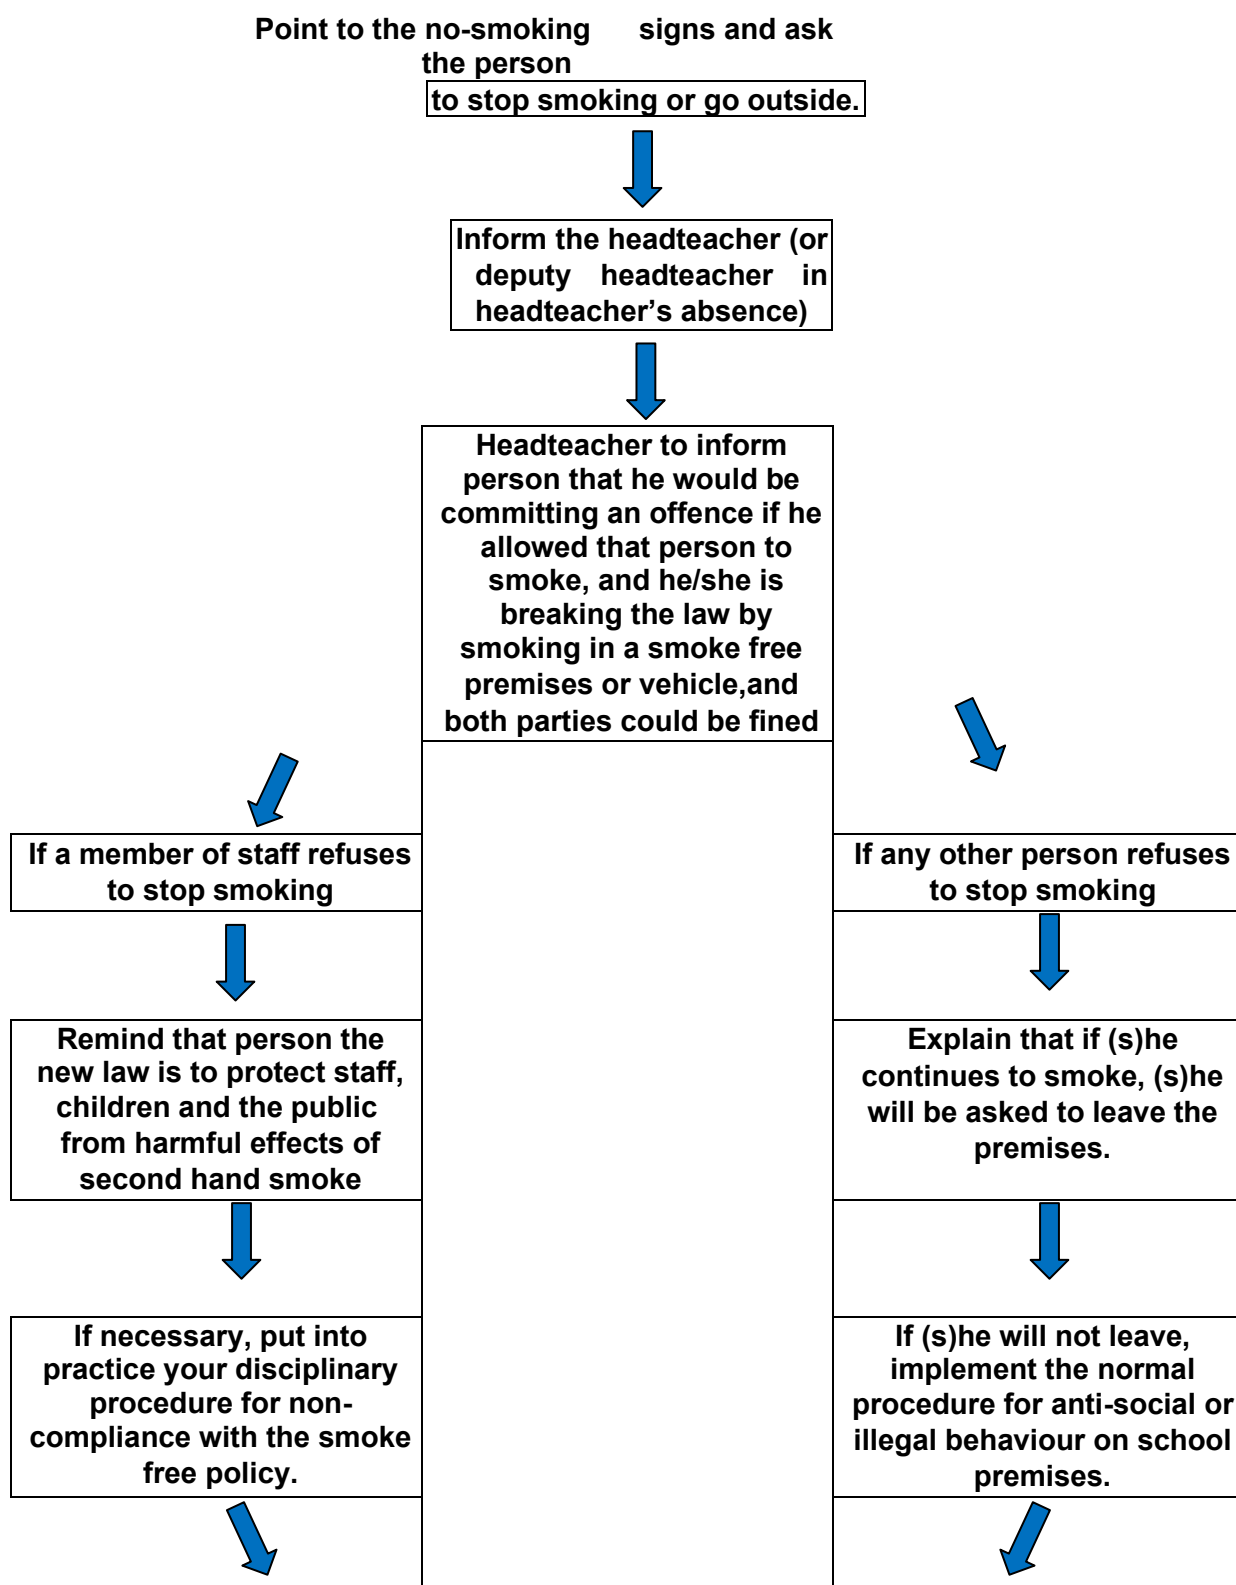 Point to the no-smoking signs and ask
the person
to stop smoking or go outside.
Inform the headteacher (or
deputy headteacher in
headteacher’s absence)
Headteacher to inform
person that he would be
committing an offence if he
allowed that person to
smoke, and he/she is
breaking the law by
smoking in a smoke free
premises or vehicle,and
both parties could be fined
If a member of staff refuses
to stop smoking
Remind that person the
new law is to protect staff,
children and the public
from harmful effects of
second hand smoke
If necessary, put into
practice your disciplinary
procedure for non-
compliance with the smoke
free policy.
If any other person refuses
to stop smoking
Explain that if (s)he
continues to smoke, (s)he
will be asked to leave the
premises.
If (s)he will not leave,
implement the normal
procedure for anti-social or
illegal behaviour on school
premises.